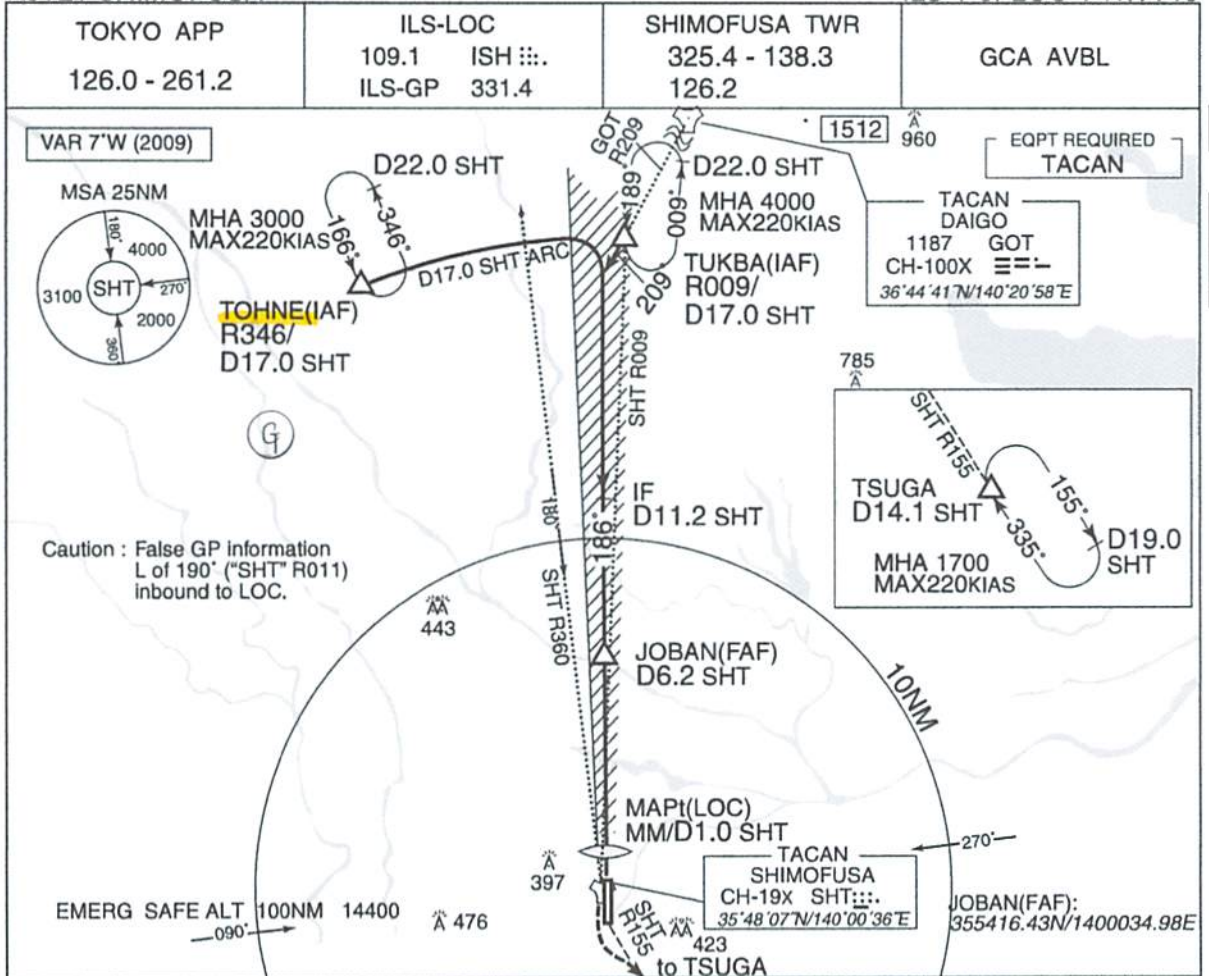 TOKYO APP
126.0 - 261.2
ILS-LOC
109.1 ISH
ILS-GP 331.4
SHIMOFUSA TWR
325.4 - 138.3
126.2
GCA AVBL
VAR 7°W (2009)
MSA 25NM
180°
4000
3100
SHT
270°
2000
360°
D22.0 SHT
MHA 3000
MAX220KIAS
166°
346°
D17.0 SHT ARC
TOHNE(IAF)
R346/
D17.0 SHT
G
GOT
R209
189°
009°
209°
D22.0 SHT
MHA 4000
MAX220KIAS
TUKBA(IAF)
R009/
D17.0 SHT
1512
960
EQPT REQUIRED
TACAN
TACAN
DAIGO
1187 GOT
CH-100X
36°44'41"N/140°20'58"E
785
SHT R009
SHT R155
TSUGA
D14.1 SHT
MHA 1700
MAX220KIAS
155°
335°
D19.0
SHT
IF
D11.2 SHT
180°
186°
SHT R360
Caution : False GP information
L of 190° ("SHT" R011)
inbound to LOC.
443
JOBAN(FAF)
D6.2 SHT
10NM
MAPt(LOC)
MM/D1.0 SHT
270°
397
TACAN
SHIMOFUSA
CH-19X SHT
35°48'07"N/140°00'36"E
JOBAN(FAF):
355416.43N/1400034.98E
EMERG SAFE ALT 100NM 14400
090°
476
SHT
R155
423
to TSUGA